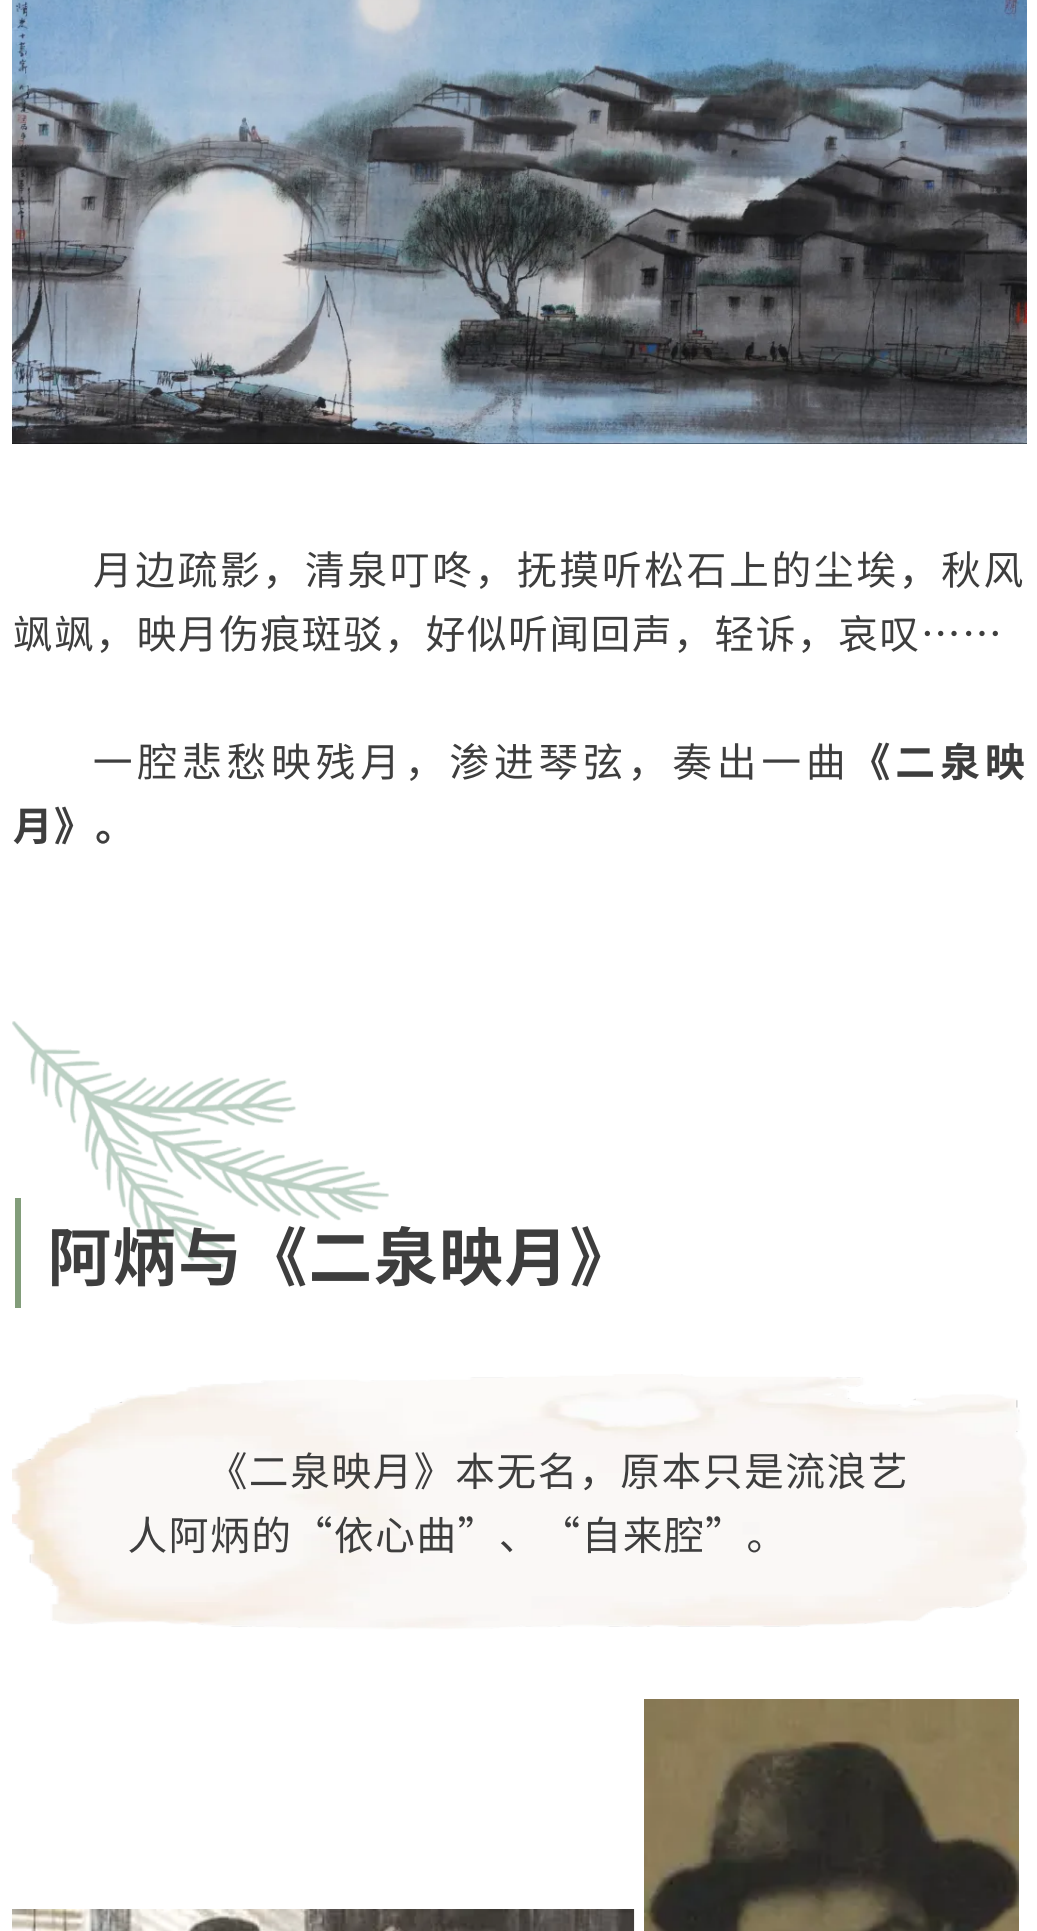 月边疏影，清泉叮咚，抚摸听松石上的尘埃，秋风
飒飒，映月伤痕斑驳，好似听闻回声，轻诉，哀叹……
一腔悲愁映残月，渗进琴弦，奏出一曲《二泉映
月》。
阿炳与《二泉映月》
《二泉映月》本无名，原本只是流浪艺
人阿炳的“依心曲”、“自来腔”。